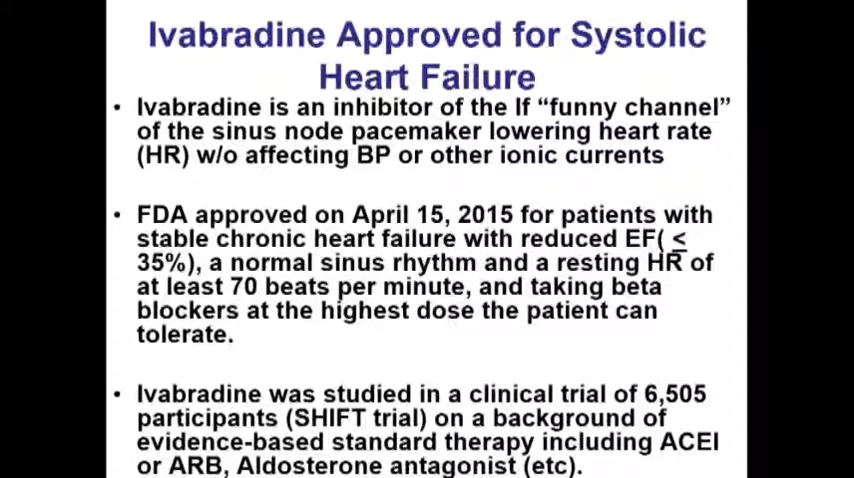 Ivabradine Approved for Systolic
Heart Failure
• Ivabradine is an inhibitor of the If “funny channel”
of the sinus node pacemaker lowering heart rate
(HR) w/o affecting BP or other ionic currents
• FDA approved on April 15, 2015 for patients with
stable chronic heart failure with reduced EF( ≤
35%), a normal sinus rhythm and a resting HR of
at least 70 beats per minute, and taking beta
blockers at the highest dose the patient can
tolerate.
• Ivabradine was studied in a clinical trial of 6,505
participants (SHIFT trial) on a background of
evidence-based standard therapy including ACEI
or ARB, Aldosterone antagonist (etc).